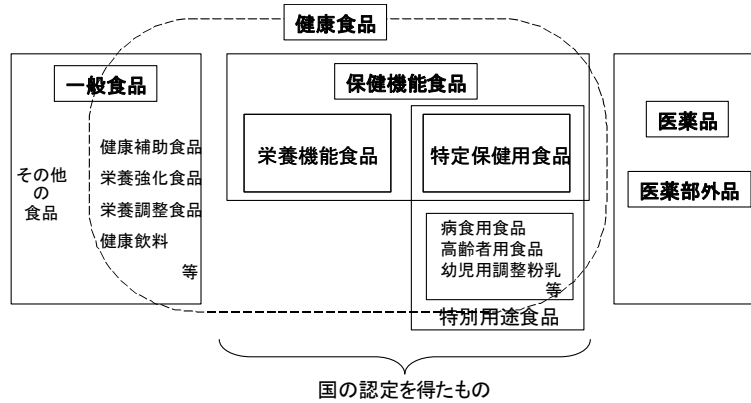 健康食品
一般食品
保健機能食品
医薬品
医薬部外品
栄養機能食品
特定保健用食品
その他
の
食品
健康補助食品
栄養強化食品
栄養調整食品
健康飲料
等
病食用食品
高齢者用食品
幼児用調整粉乳
等
特別用途食品
国の認定を得たもの